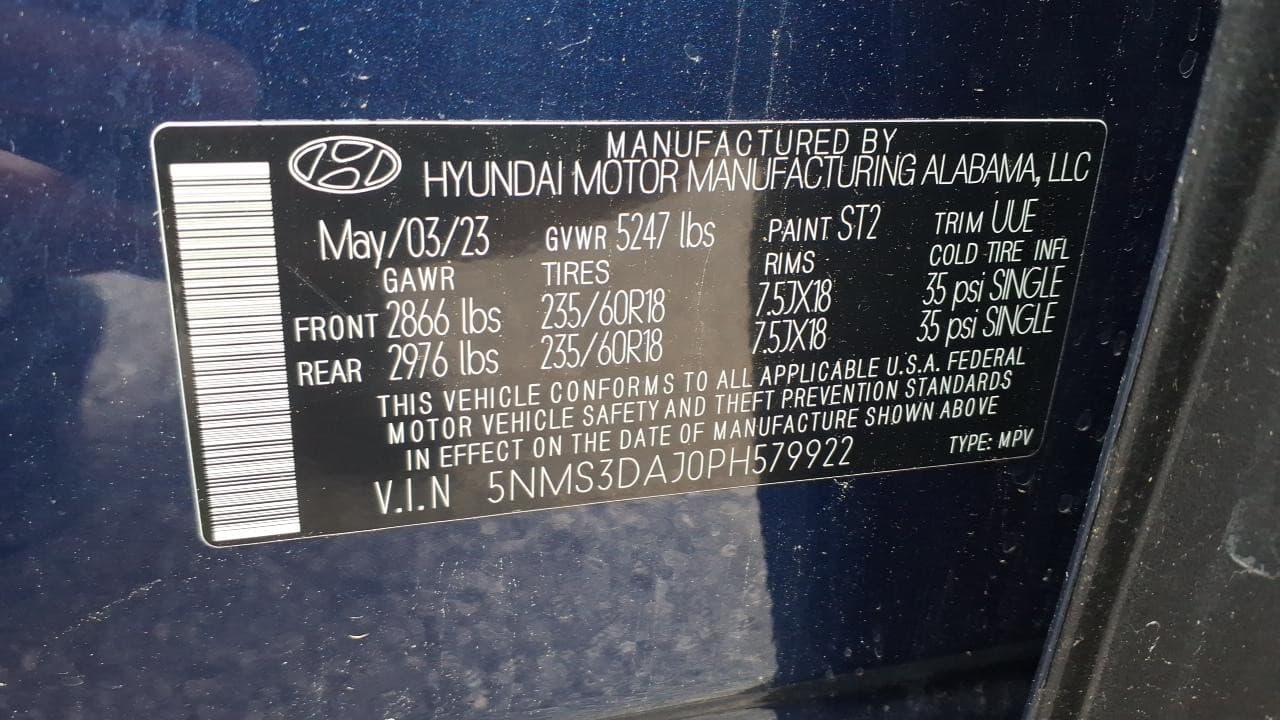 MANUFACTURED BY
HYUNDAI MOTOR MANUFACTURING ALABAMA, LLC
May/03/23 GVWR 5247 lbs PAINT ST2 TRIM UUE
GAWR TIRES RIMS COLD TIRE INFL
FRONT 2866 lbs 235/60R18 7.5JX18 35 psi SINGLE
REAR 2976 lbs 235/60R18 7.5JX18 35 psi SINGLE
THIS VEHICLE CONFORMS TO ALL APPLICABLE U.S.A. FEDERAL
MOTOR VEHICLE SAFETY AND THEFT PREVENTION STANDARDS
IN EFFECT ON THE DATE OF MANUFACTURE SHOWN ABOVE
V.I.N 5NMS3DAJ0PH579922 TYPE: MPV